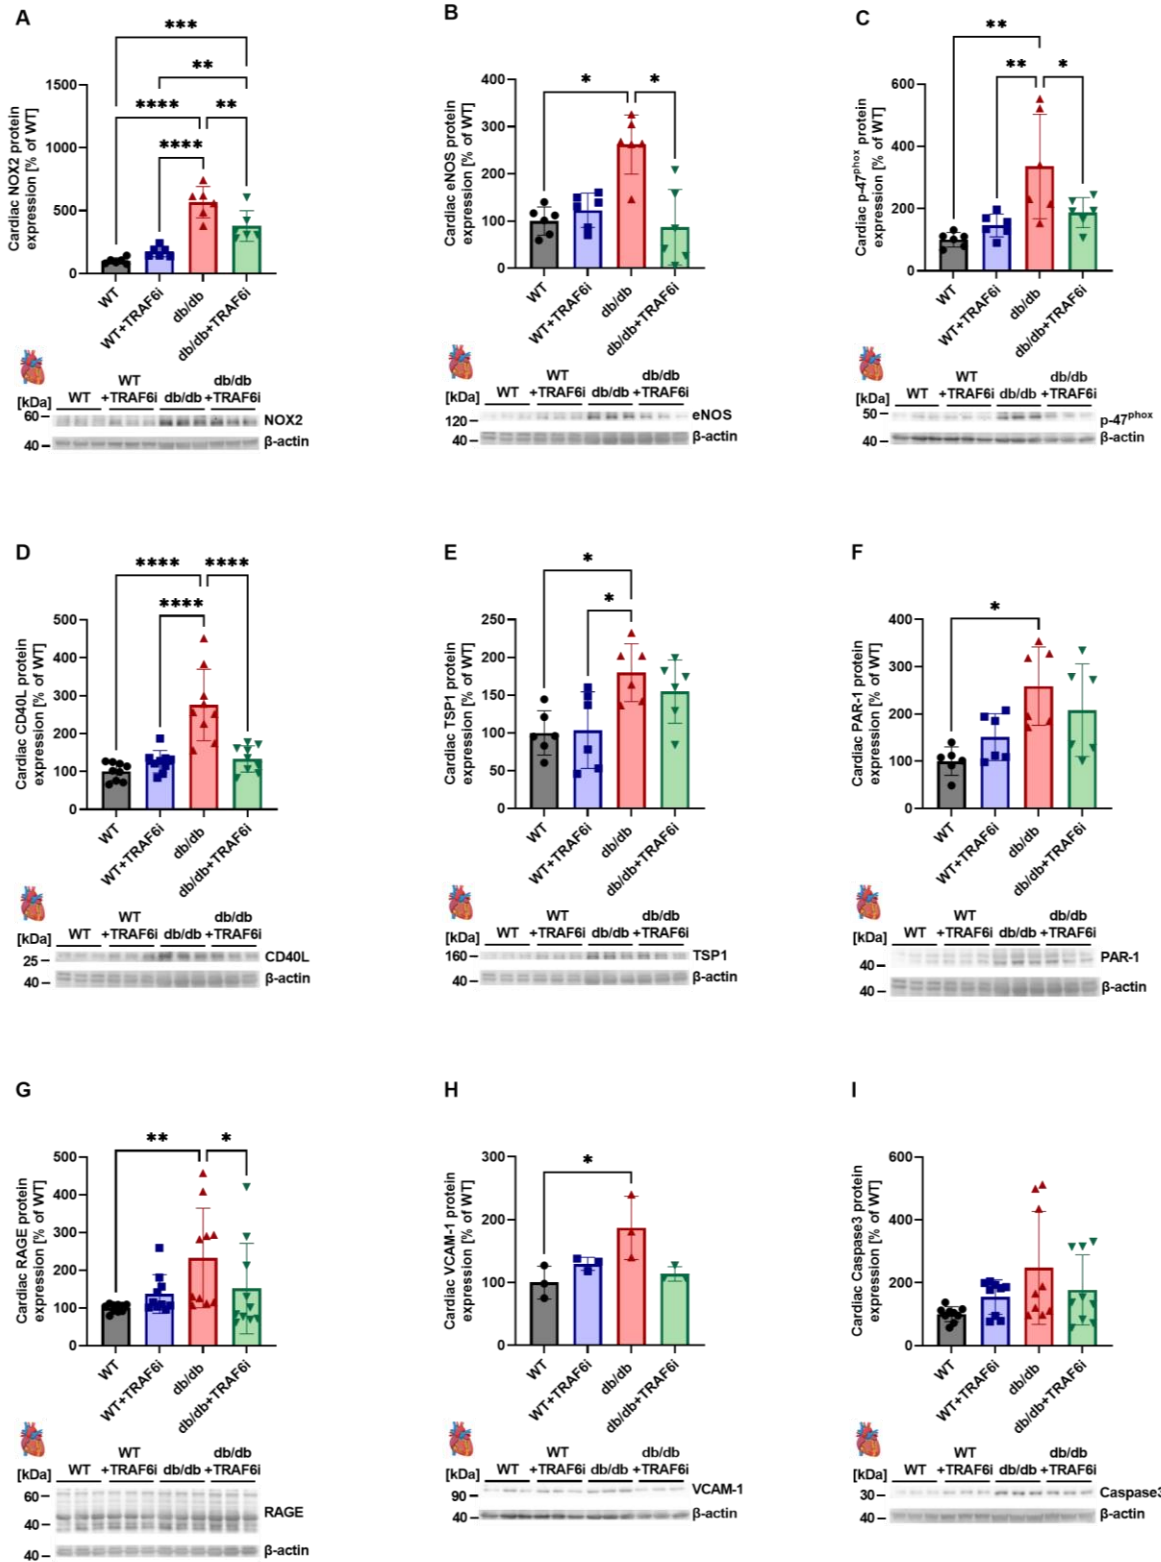 A
***
**
****
**
****
Cardiac NOX2 protein
expression [% of WT]
1500
1000
500
0
WT
WT+TRAF6i
db/db
db/db+TRAF6i
WT db/db
[kDa] WT +TRAF6i db/db +TRAF6i
60
NOX2
40
β-actin
B
*
*
Cardiac eNOS protein
expression [% of WT]
400
300
200
100
0
WT
WT+TRAF6i
db/db
db/db+TRAF6i
WT db/db
[kDa] WT +TRAF6i db/db +TRAF6i
eNOS
120
40
β-actin
C
**
**
*
Cardiac p-47phox protein
expression [% of WT]
600
400
200
0
WT
WT+TRAF6i
db/db
db/db+TRAF6i
WT db/db
[kDa] WT +TRAF6i db/db +TRAF6i
50
p-47phox
40
β-actin
D
****
****
****
Cardiac CD40L protein
expression [% of WT]
500
400
300
200
100
0
WT
WT+TRAF6i
db/db
db/db+TRAF6i
WT db/db
[kDa] WT +TRAF6i db/db +TRAF6i
25
CD40L
40
β-actin
E
*
*
Cardiac TSP1 protein
expression [% of WT]
250
200
150
100
50
0
WT
WT+TRAF6i
db/db
db/db+TRAF6i
WT db/db
[kDa] WT +TRAF6i db/db +TRAF6i
160
TSP1
40
β-actin
F
*
Cardiac PAR-1 protein
expression [% of WT]
400
300
200
100
0
WT
WT+TRAF6i
db/db
db/db+TRAF6i
WT db/db
[kDa] WT +TRAF6i db/db +TRAF6i
PAR-1
40
40
β-actin
G
**
*
Cardiac RAGE protein
expression [% of WT]
500
400
300
200
100
0
WT
WT+TRAF6i
db/db
db/db+TRAF6i
WT db/db
[kDa] WT +TRAF6i db/db +TRAF6i
60
RAGE
40
β-actin
40
H
*
Cardiac VCAM-1 protein
expression [% of WT]
300
200
100
0
WT
WT+TRAF6i
db/db
db/db+TRAF6i
WT db/db
[kDa] WT +TRAF6i db/db +TRAF6i
VCAM-1
90
40
β-actin
I
Cardiac Caspase3 protein
expression [% of WT]
600
400
200
0
WT
WT+TRAF6i
db/db
db/db+TRAF6i
WT db/db
[kDa] WT +TRAF6i db/db +TRAF6i
30
Caspase3
40
β-actin